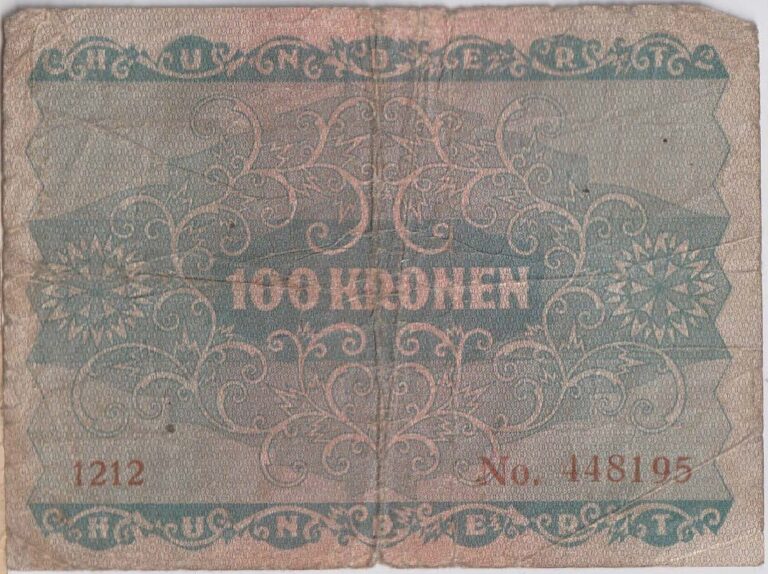 HUNDERT
100 KRONEN
1212
No. 448195
HUNDERT